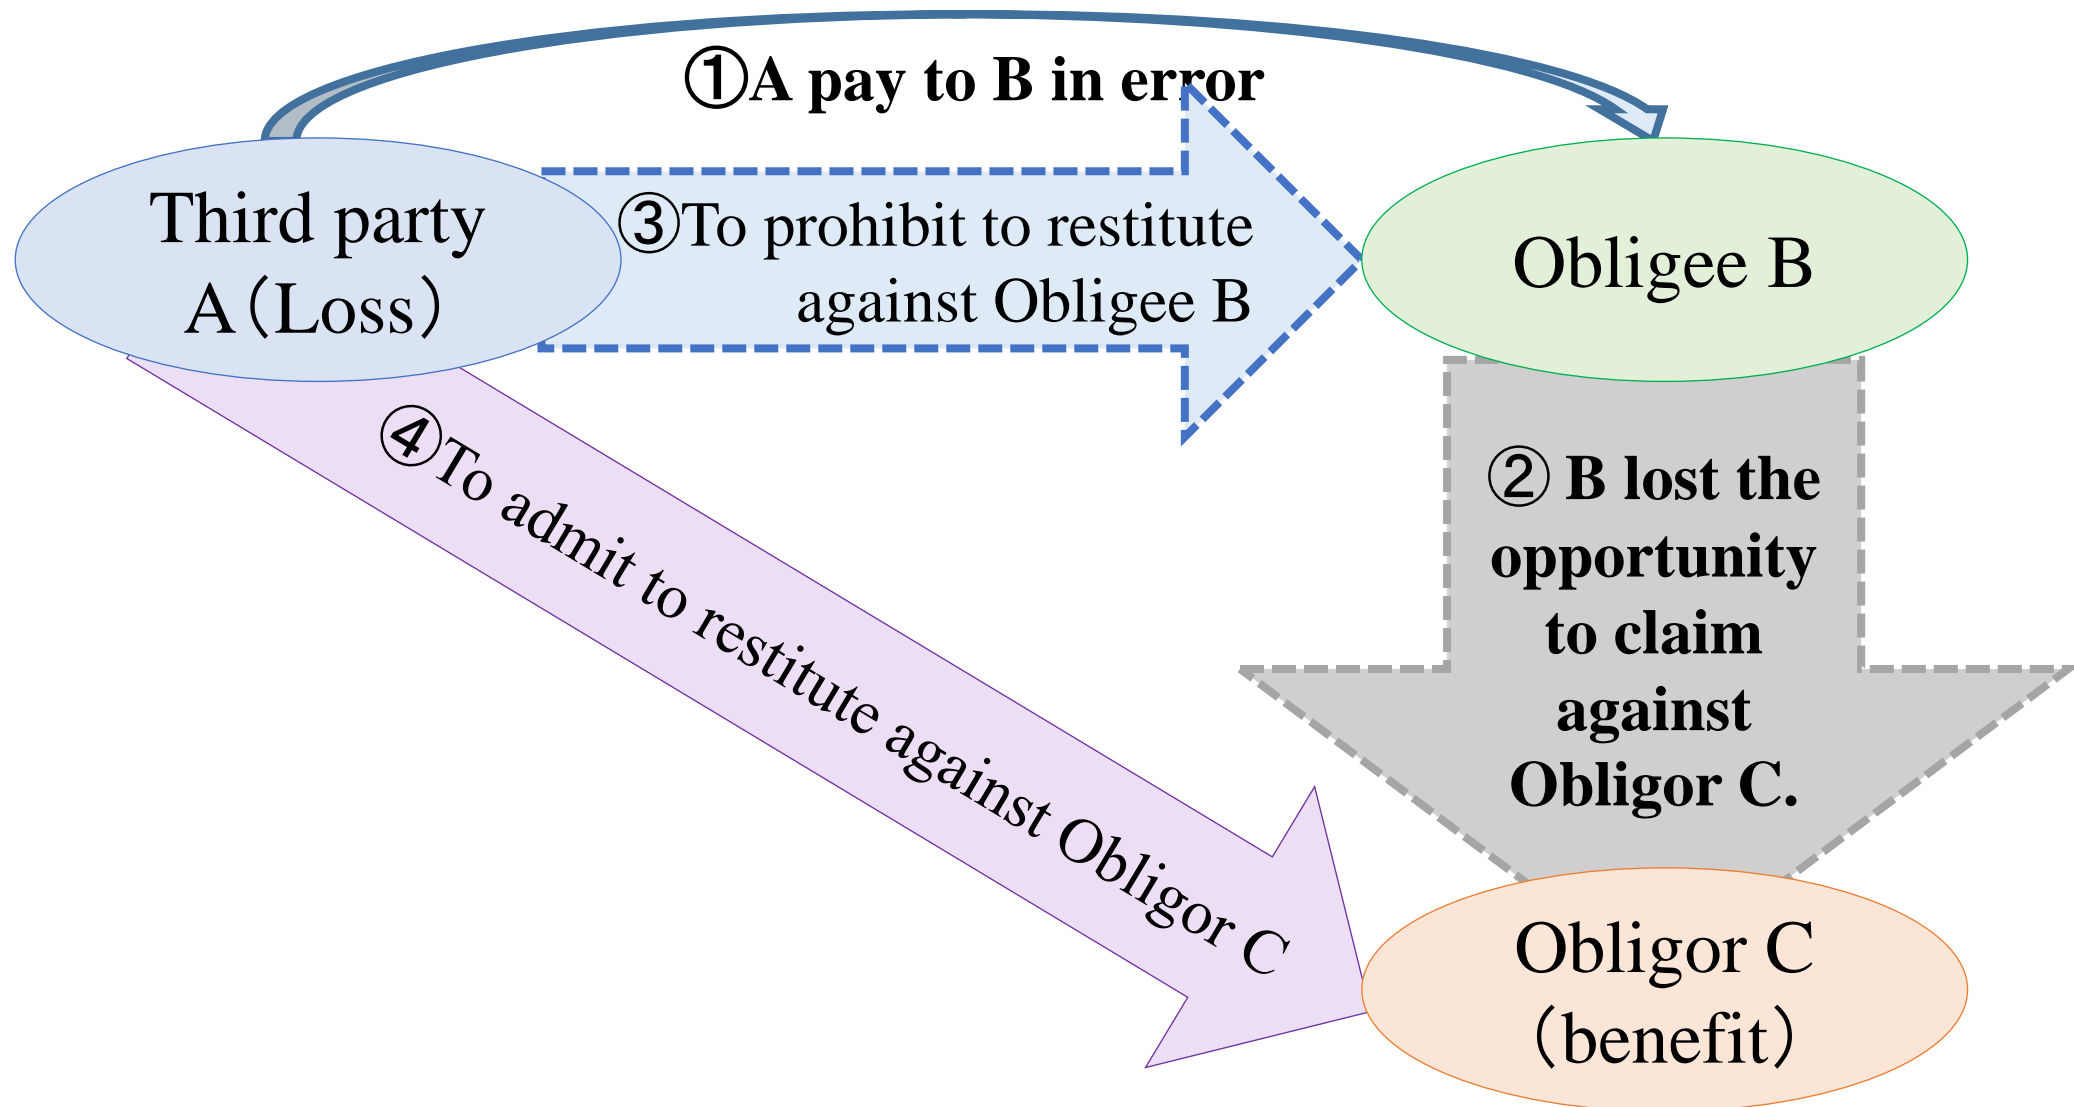 ①A pay to B in error
Third party
A（Loss）
③To prohibit to restitute
against Obligee B
Obligee B
④To admit to restitute against Obligor C
② B lost the
opportunity
to claim
against
Obligor C.
Obligor C
（benefit）